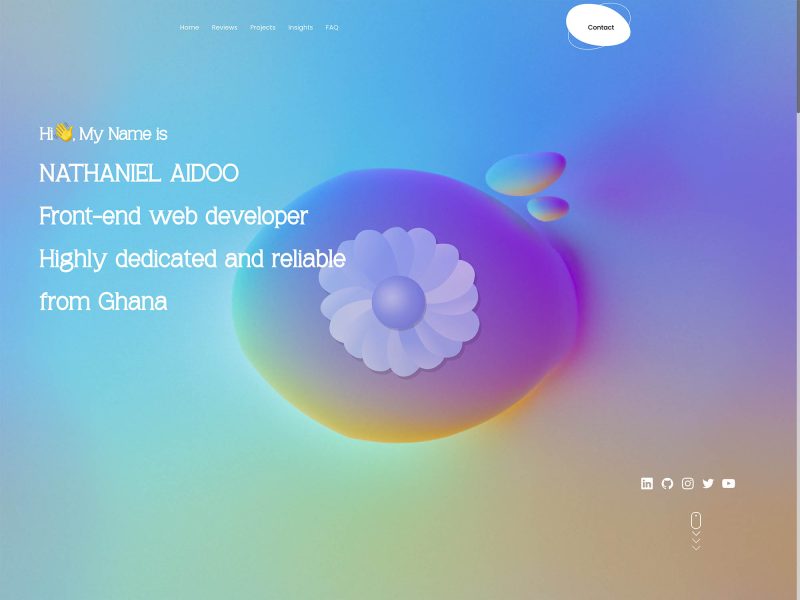 Home Reviews Projects Insights FAQ Contact
Hi👋, My Name is
NATHANIEL AIDOO
Front-end web developer
Highly dedicated and reliable
from Ghana